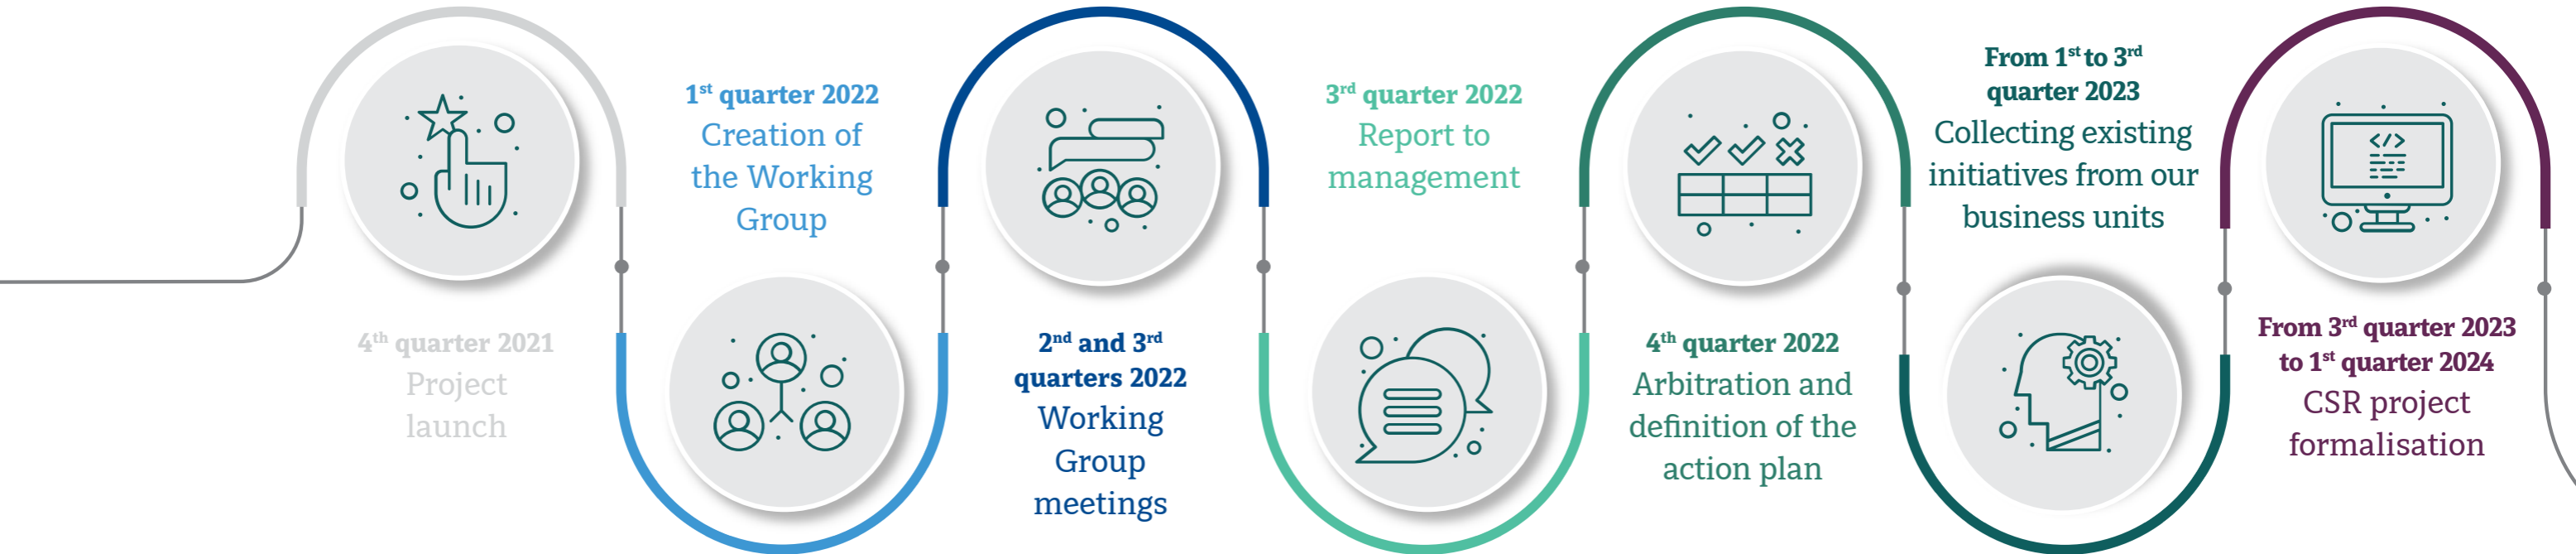 4th quarter 2021
Project
launch
1st quarter 2022
Creation of
the Working
Group
2nd and 3rd
quarters 2022
Working
Group
meetings
3rd quarter 2022
Report to
management
4th quarter 2022
Arbitration and
definition of the
action plan
From 1st to 3rd
quarter 2023
Collecting existing
initiatives from our
business units
From 3rd quarter 2023
to 1st quarter 2024
CSR project
formalisation